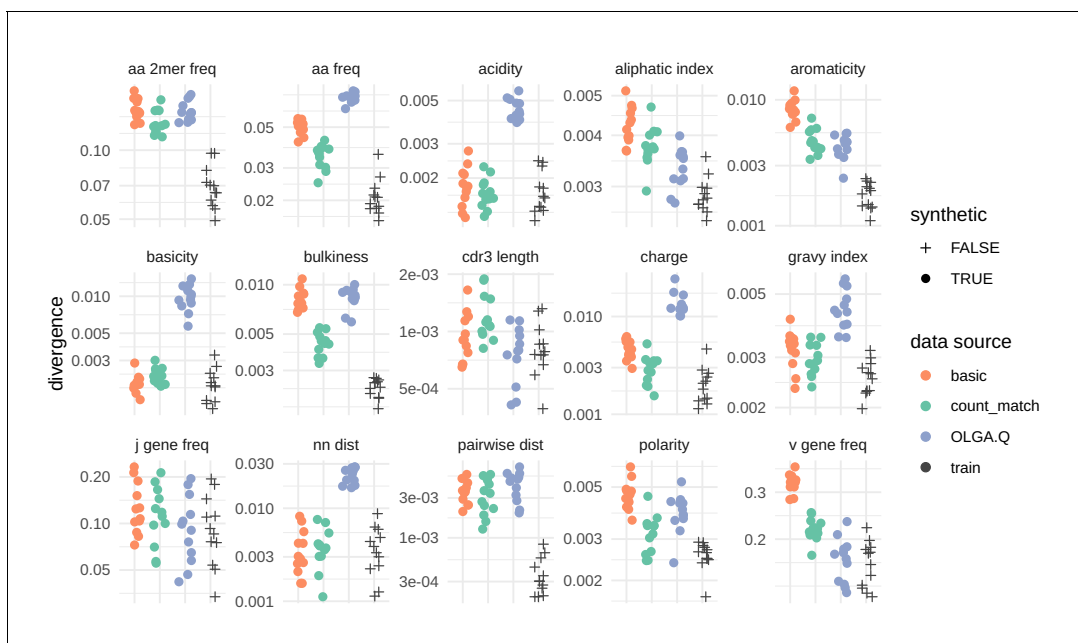 aa 2mer freq
0.10
0.07
0.05
aa freq
0.05
0.03
0.02
acidity
0.005
0.003
0.002
aliphatic index
0.005
0.004
0.003
aromaticity
0.010
0.003
0.001
basicity
0.010
0.005
0.003
bulkiness
0.010
0.005
0.003
cdr3 length
2e-03
1e-03
5e-04
charge
0.010
0.003
0.001
gravy index
0.005
0.003
0.002
j gene freq
0.20
0.10
0.05
nn dist
0.030
0.010
0.003
0.001
pairwise dist
3e-03
1e-03
3e-04
polarity
0.005
0.003
0.002
v gene freq
0.3
0.2
divergence
synthetic
FALSE
TRUE
data source
basic
count_match
OLGA.Q
train